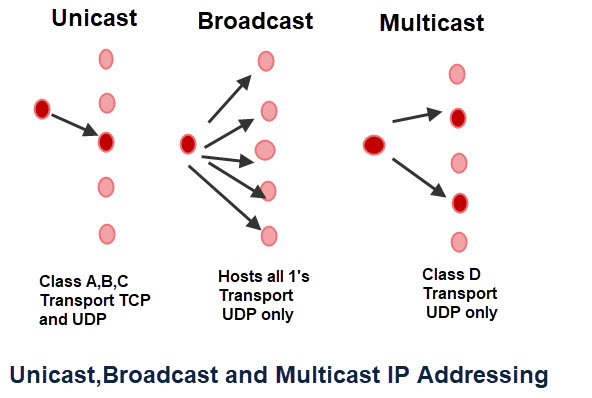 Unicast
Broadcast
Multicast
Class A,B,C
Transport TCP
and UDP
Hosts all 1's
Transport
UDP only
Class D
Transport
UDP only
Unicast,Broadcast and Multicast IP Addressing